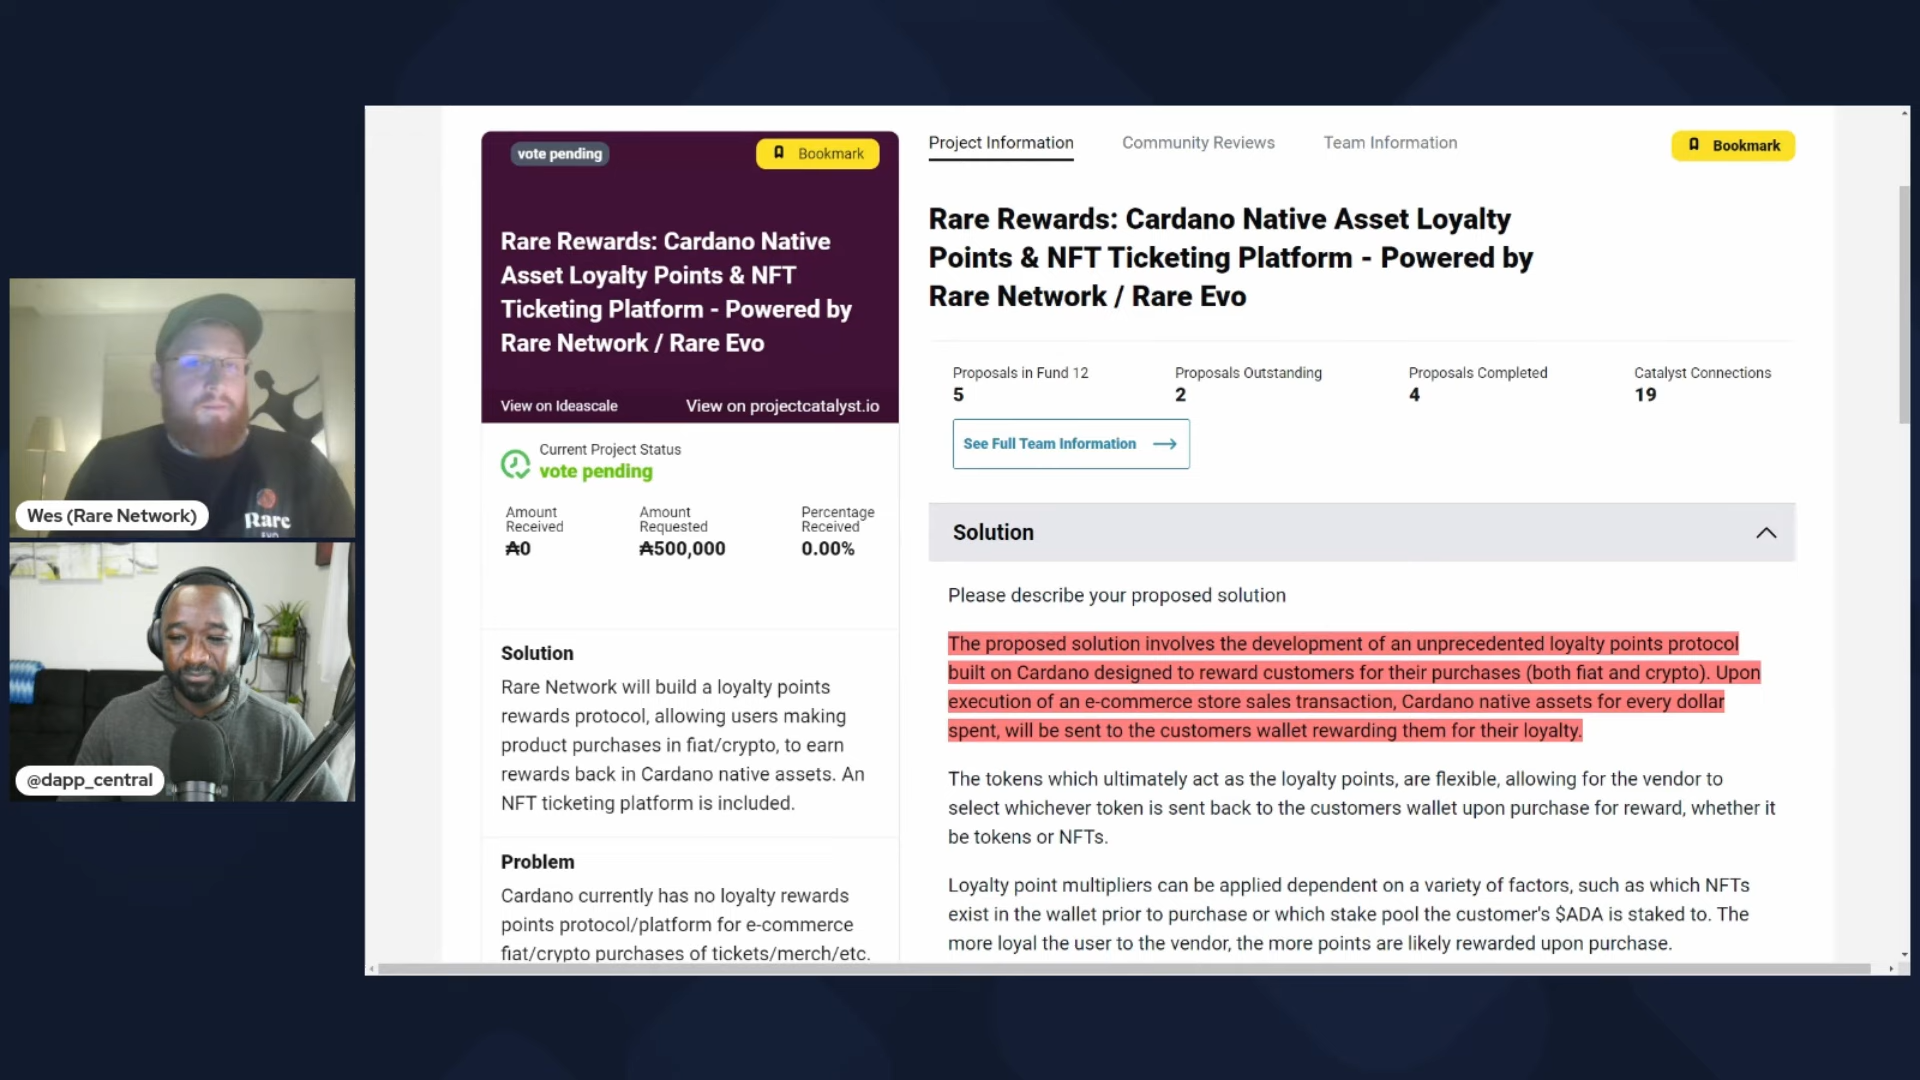 vote pending
Bookmark
Rare Rewards: Cardano Native
Asset Loyalty Points & NFT
Ticketing Platform - Powered by
Rare Network / Rare Evo
View on Ideascale
View on projectcatalyst.io
Current Project Status
vote pending
Amount
Received
₳0
Amount
Requested
₳500,000
Percentage
Received
0.00%
Solution
Rare Network will build a loyalty points
rewards protocol, allowing users making
product purchases in fiat/crypto, to earn
rewards back in Cardano native assets. An
NFT ticketing platform is included.
Problem
Cardano currently has no loyalty rewards
points protocol/platform for e-commerce
fiat/crypto purchases of tickets/merch/etc.
Project Information
Community Reviews
Team Information
Bookmark
Rare Rewards: Cardano Native Asset Loyalty
Points & NFT Ticketing Platform - Powered by
Rare Network / Rare Evo
Proposals in Fund 12
5
Proposals Outstanding
2
Proposals Completed
4
Catalyst Connections
19
See Full Team Information
Solution
Please describe your proposed solution
The proposed solution involves the development of an unprecedented loyalty points protocol
built on Cardano designed to reward customers for their purchases (both fiat and crypto). Upon
execution of an e-commerce store sales transaction, Cardano native assets for every dollar
spent, will be sent to the customers wallet rewarding them for their loyalty.
The tokens which ultimately act as the loyalty points, are flexible, allowing for the vendor to
select whichever token is sent back to the customers wallet upon purchase for reward, whether it
be tokens or NFTs.
Loyalty point multipliers can be applied dependent on a variety of factors, such as which NFTs
exist in the wallet prior to purchase or which stake pool the customer's $ADA is staked to. The
more loyal the user to the vendor, the more points are likely rewarded upon purchase.
Rare
Wes (Rare Network)
@dapp_central